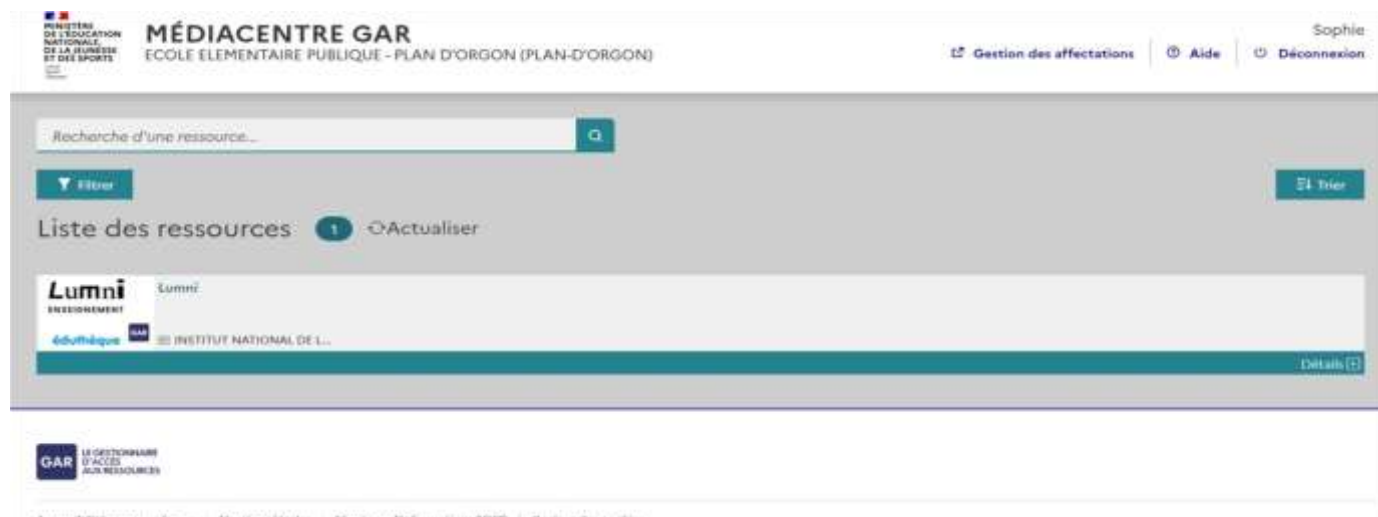 MINISTÈRE
DE L'ÉDUCATION
NATIONALE,
DE LA JEUNESSE
ET DES SPORTS
MÉDIACENTRE GAR
ECOLE ELEMENTAIRE PUBLIQUE - PLAN D'ORGON (PLAN-D'ORGON)
Sophie
Gestion des affectations
Aide
Déconnexion
Recherche d'une ressource...
Filtrer
Trier
Liste des ressources 1 Actualiser
Lumni
ENSEIGNEMENT
Lumni
éduthèque GAR
INSTITUT NATIONAL DE L...
Détails
GAR
LE GESTIONNAIRE
D'ACCÈS
AUX RESSOURCES